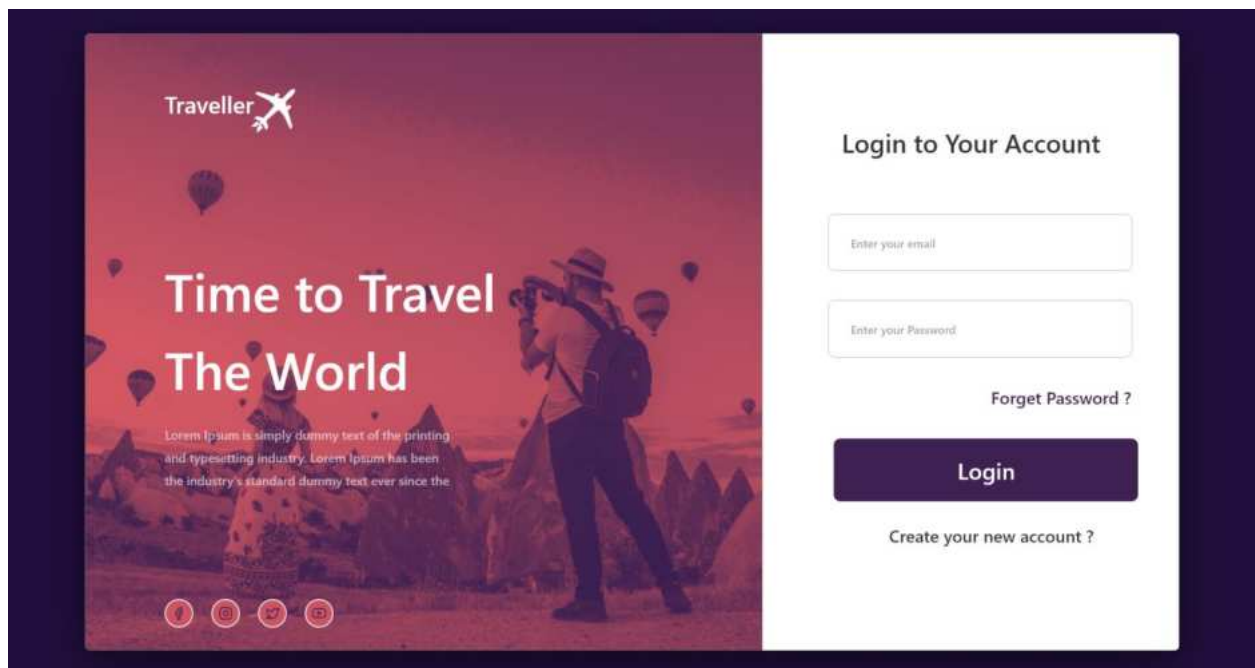 Traveller
Time to Travel
The World
Lorem Ipsum is simply dummy text of the printing
and typesetting industry. Lorem Ipsum has been
the industry's standard dummy text ever since the
Login to Your Account
Enter your email
Enter your Password
Forget Password ?
Login
Create your new account ?